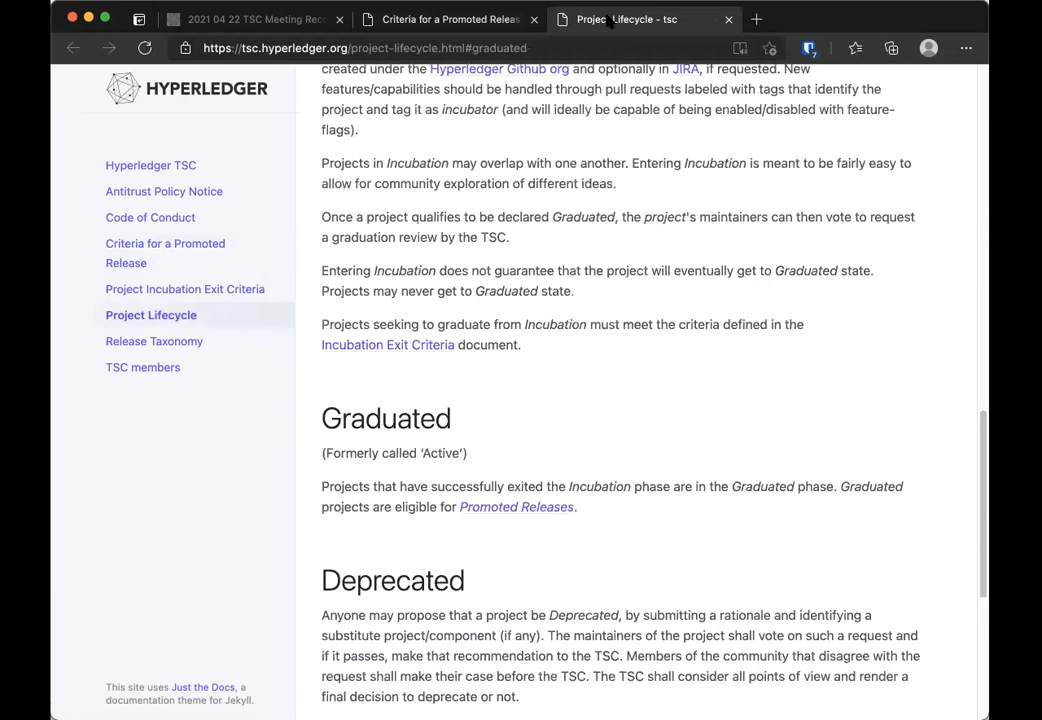 2021 04 22 TSC Meeting Rec
Criteria for a Promoted Releas
Project Lifecycle - tsc
https://tsc.hyperledger.org/project-lifecycle.html#graduated
7
HYPERLEDGER
Hyperledger TSC
Antitrust Policy Notice
Code of Conduct
Criteria for a Promoted
Release
Project Incubation Exit Criteria
Project Lifecycle
Release Taxonomy
TSC members
This site uses Just the Docs, a
documentation theme for Jekyll.
created under the Hyperledger Github org and optionally in JIRA, if requested. New
features/capabilities should be handled through pull requests labeled with tags that identify the
project and tag it as incubator (and will ideally be capable of being enabled/disabled with feature-
flags).
Projects in Incubation may overlap with one another. Entering Incubation is meant to be fairly easy to
allow for community exploration of different ideas.
Once a project qualifies to be declared Graduated, the project's maintainers can then vote to request
a graduation review by the TSC.
Entering Incubation does not guarantee that the project will eventually get to Graduated state.
Projects may never get to Graduated state.
Projects seeking to graduate from Incubation must meet the criteria defined in the
Incubation Exit Criteria document.
Graduated
(Formerly called ‘Active’)
Projects that have successfully exited the Incubation phase are in the Graduated phase. Graduated
projects are eligible for Promoted Releases.
Deprecated
Anyone may propose that a project be Deprecated, by submitting a rationale and identifying a
substitute project/component (if any). The maintainers of the project shall vote on such a request and
if it passes, make that recommendation to the TSC. Members of the community that disagree with the
request shall make their case before the TSC. The TSC shall consider all points of view and render a
final decision to deprecate or not.